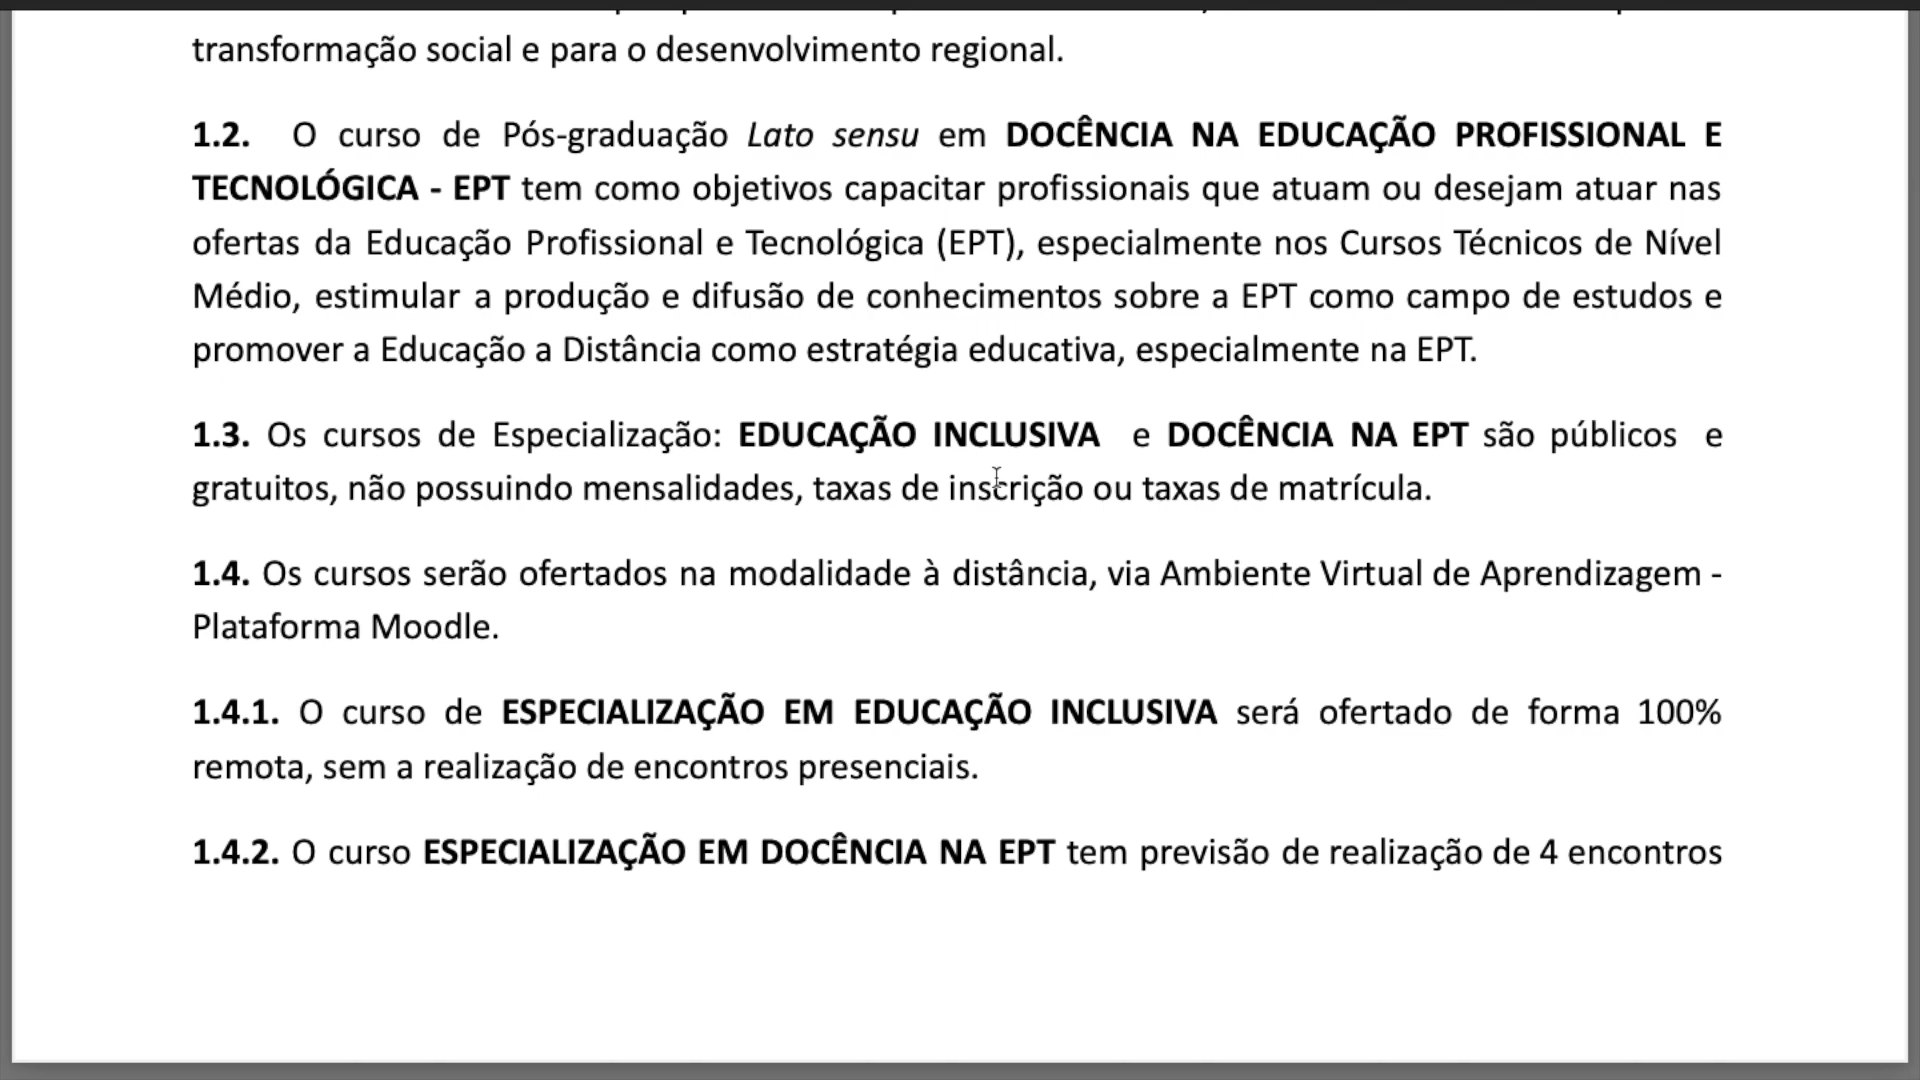 transformação social e para o desenvolvimento regional.
1.2. O curso de Pós-graduação Lato sensu em DOCÊNCIA NA EDUCAÇÃO PROFISSIONAL E
TECNOLÓGICA - EPT tem como objetivos capacitar profissionais que atuam ou desejam atuar nas
ofertas da Educação Profissional e Tecnológica (EPT), especialmente nos Cursos Técnicos de Nível
Médio, estimular a produção e difusão de conhecimentos sobre a EPT como campo de estudos e
promover a Educação a Distância como estratégia educativa, especialmente na EPT.
1.3. Os cursos de Especialização: EDUCAÇÃO INCLUSIVA e DOCÊNCIA NA EPT são públicos e
gratuitos, não possuindo mensalidades, taxas de inscrição ou taxas de matrícula.
1.4. Os cursos serão ofertados na modalidade à distância, via Ambiente Virtual de Aprendizagem -
Plataforma Moodle.
1.4.1. O curso de ESPECIALIZAÇÃO EM EDUCAÇÃO INCLUSIVA será ofertado de forma 100%
remota, sem a realização de encontros presenciais.
1.4.2. O curso ESPECIALIZAÇÃO EM DOCÊNCIA NA EPT tem previsão de realização de 4 encontros